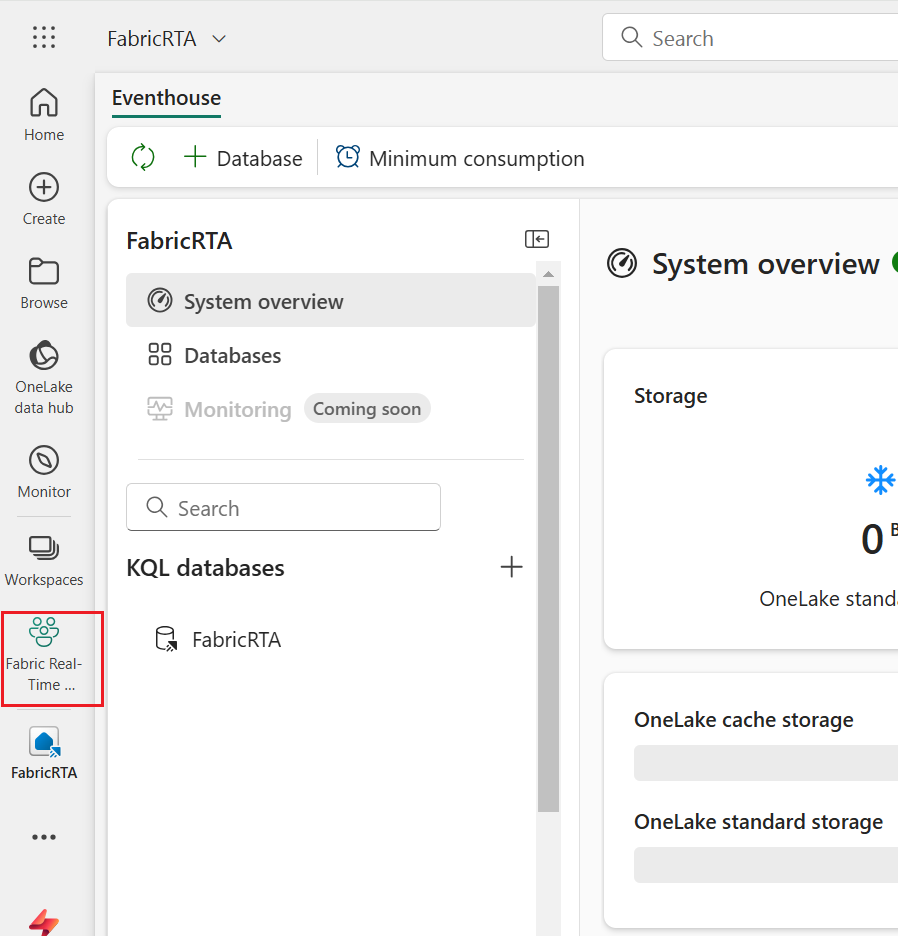 FabricRTA
Search
Home
Create
Browse
OneLake
data hub
Monitor
Workspaces
Fabric Real-
Time ...
FabricRTA
Eventhouse
Database
Minimum consumption
FabricRTA
System overview
Databases
Monitoring
Coming soon
Search
KQL databases
FabricRTA
System overview
Storage
0
OneLake
OneLake cache storage
OneLake standard storage